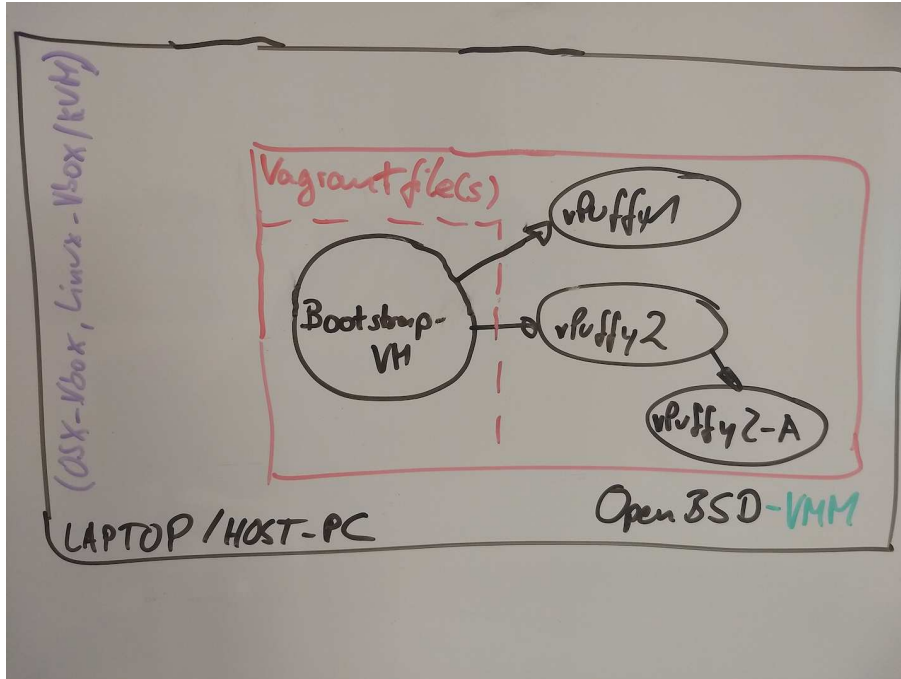 (OSX-Vbox, Linux-Vbox/KVM)
Vagrantfile(s)
vPuffy1
Bootstrap-
VM
vPuffy2
vPuffy2-A
OpenBSD-VMM
LAPTOP/HOST-PC